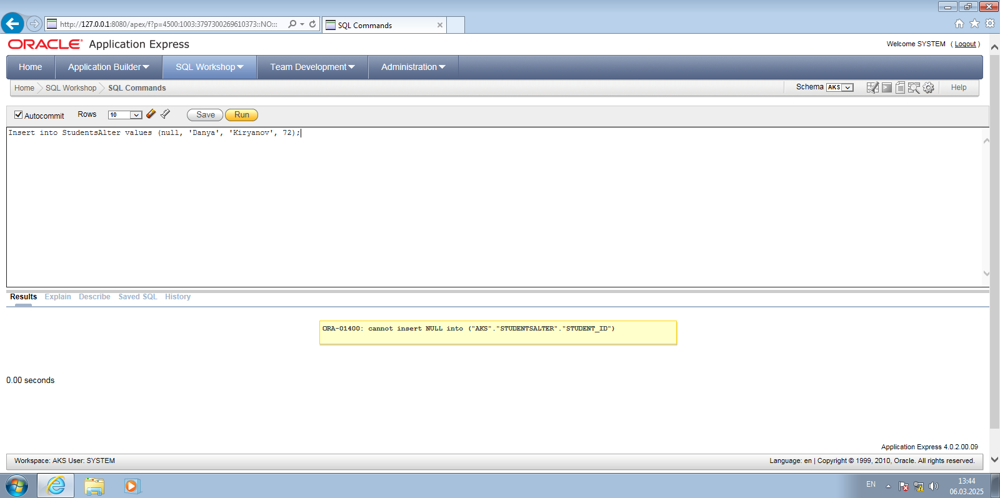 http://127.0.0.1:8080/apex/f?p=4500:1003:3797300269610373::NO:::
SQL Commands
ORACLE Application Express
Welcome SYSTEM ( Logout )
Home Application Builder SQL Workshop Team Development Administration
Home SQL Workshop SQL Commands
Schema AKS Help
Autocommit Rows 10 Save Run
Insert into StudentsAlter values (null, 'Danya', 'Kiryanov', 72);
Results Explain Describe Saved SQL History
ORA-01400: cannot insert NULL into ("AKS"."STUDENTSALTER"."STUDENT_ID")
0.00 seconds
Application Express 4.0.2.00.09
Workspace: AKS User: SYSTEM
Language: en | Copyright © 1999, 2010, Oracle. All rights reserved.
EN
13:44
06.03.2025